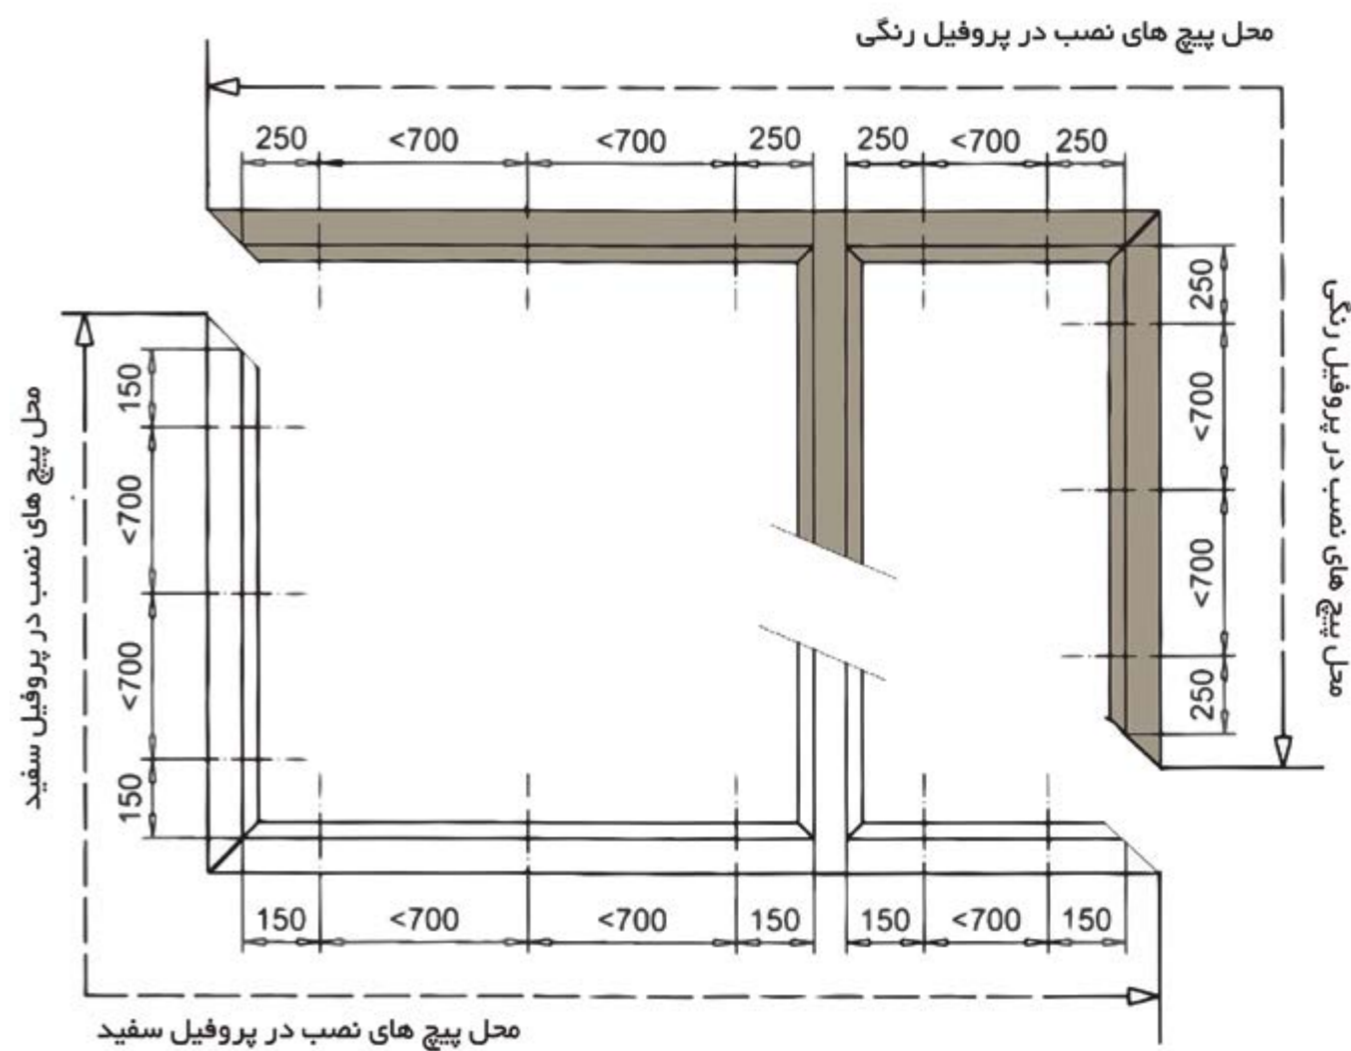 محل پیچ های نصب در پروفیل رنگی
250 <700 <700 250 250 <700 250
250
<700
<700
250
محل پیچ های نصب در پروفیل رنگی
150
<700
<700
150
محل پیچ های نصب در پروفیل سفید
150 <700 <700 150 150 <700 150
محل پیچ های نصب در پروفیل سفید